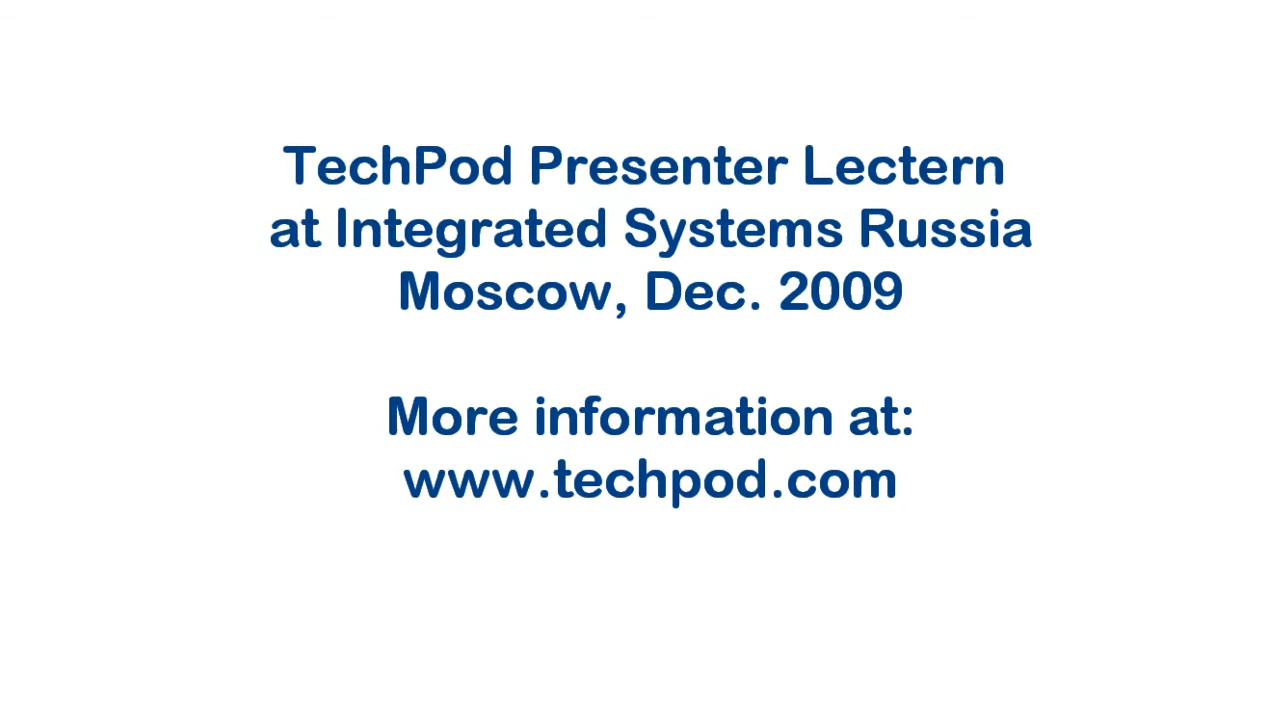 TechPod Presenter Lectern
at Integrated Systems Russia
Moscow, Dec. 2009
More information at:
www.techpod.com